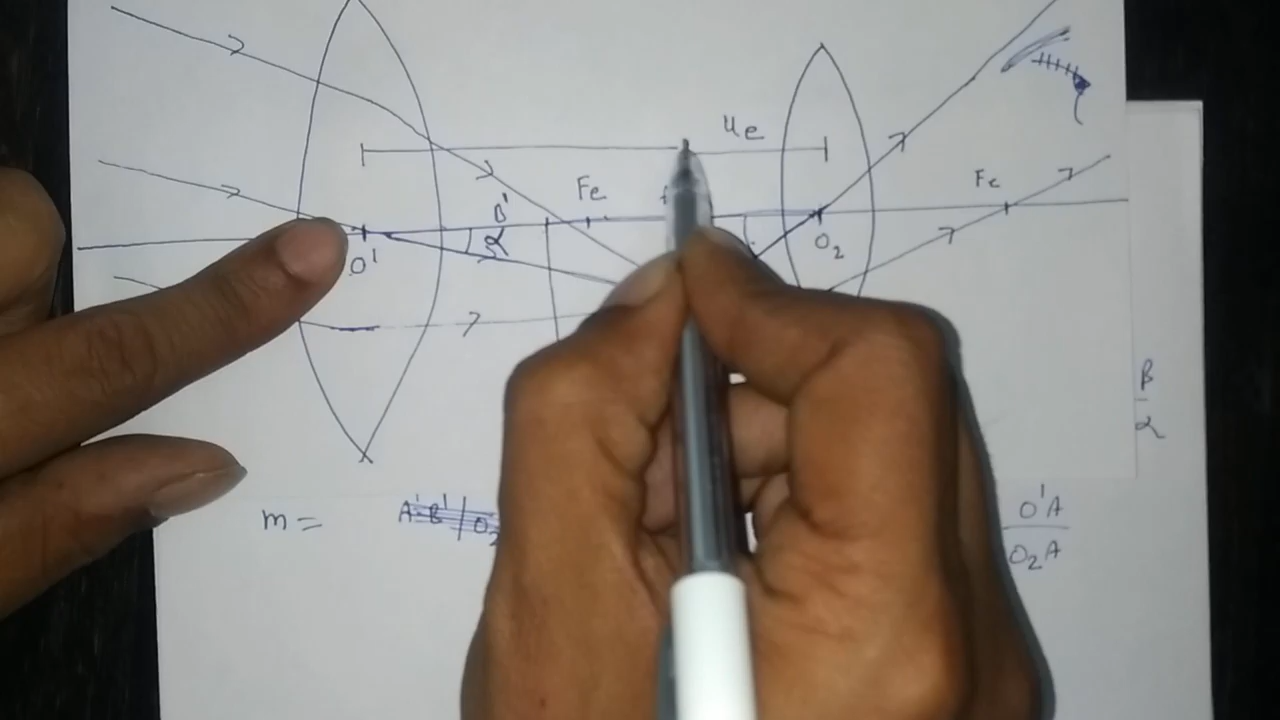 ue
Fe
Fe
B'
α
O'
O2
β
α
m =
O'A
O2A